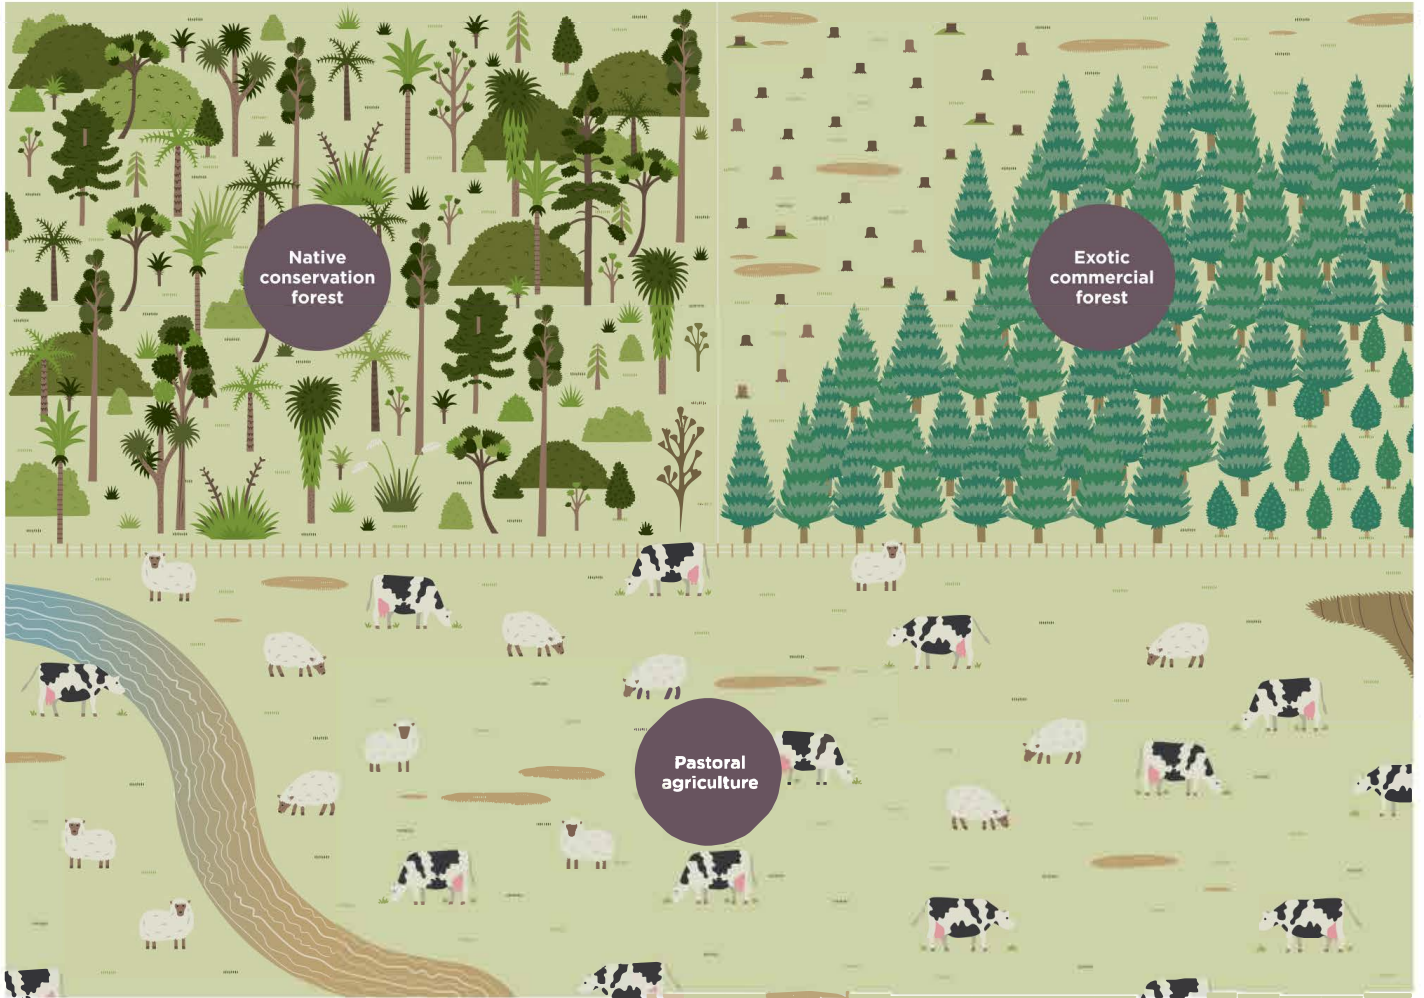 Native
conservation
forest
Exotic
commercial
forest
Pastoral
agriculture